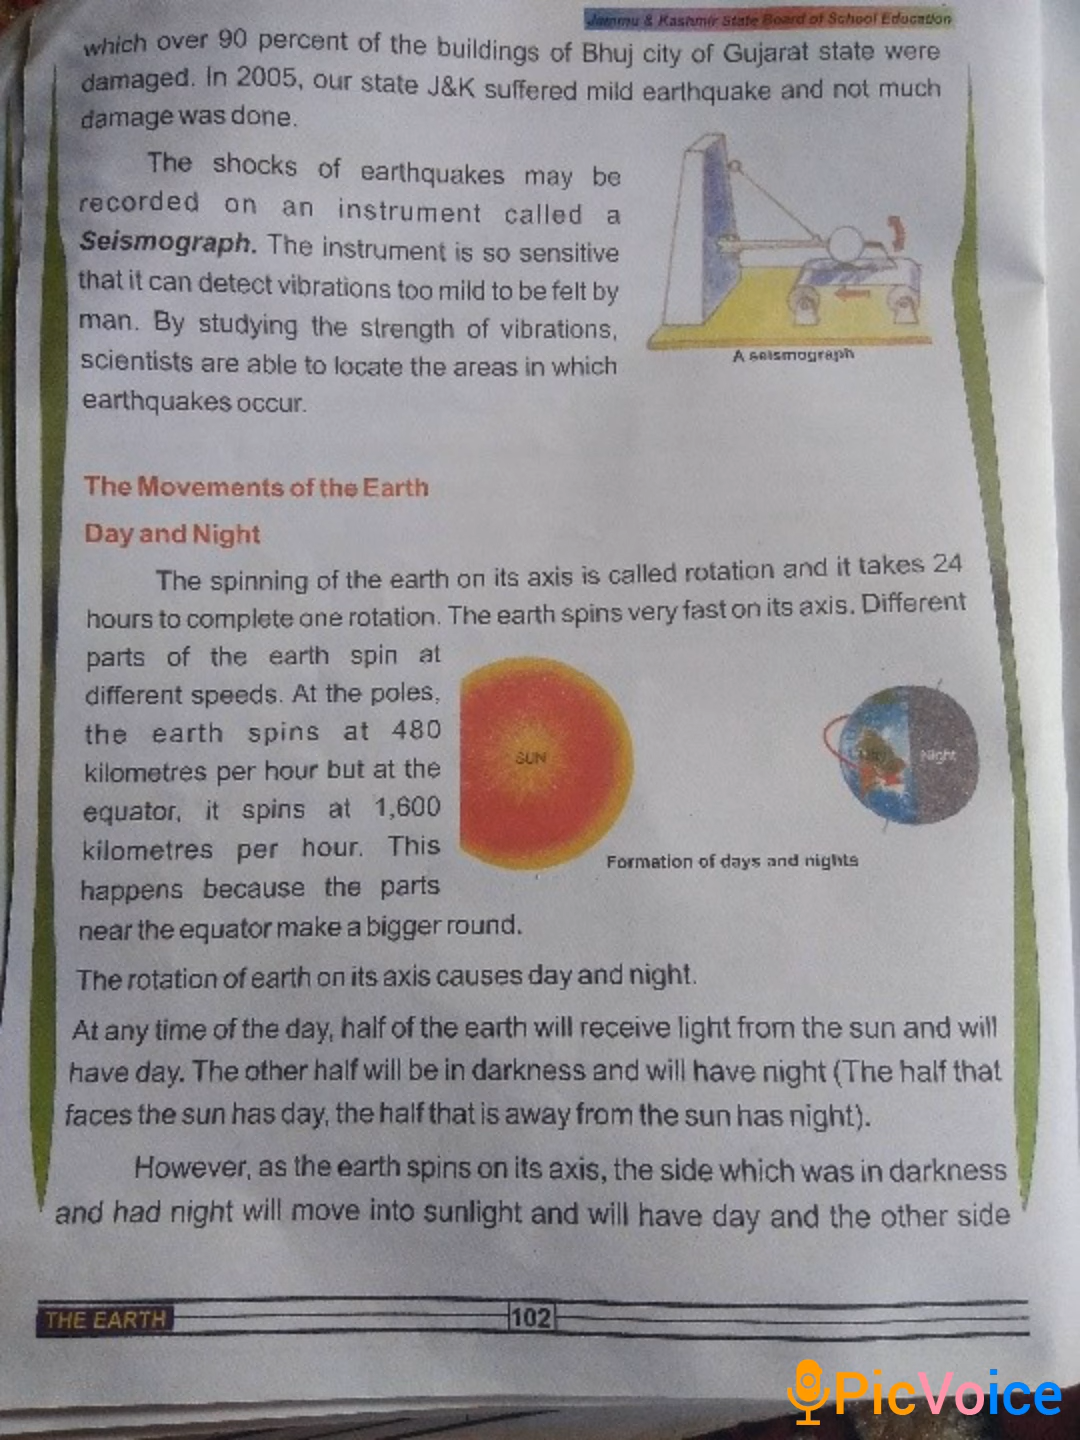 Jammu & Kashmir State Board of School Education
which over 90 percent of the buildings of Bhuj city of Gujarat state were
damaged. In 2005, our state J&K suffered mild earthquake and not much
damage was done.
The shocks of earthquakes may be
recorded on an instrument called a
Seismograph. The instrument is so sensitive
that it can detect vibrations too mild to be felt by
man. By studying the strength of vibrations,
scientists are able to locate the areas in which
earthquakes occur.
A seismograph
The Movements of the Earth
Day and Night
The spinning of the earth on its axis is called rotation and it takes 24
hours to complete one rotation. The earth spins very fast on its axis. Different
parts of the earth spin at
different speeds. At the poles,
the earth spins at 480
kilometres per hour but at the
equator, it spins at 1,600
kilometres per hour. This
happens because the parts
near the equator make a bigger round.
SUN
Night
Formation of days and nights
The rotation of earth on its axis causes day and night.
At any time of the day, half of the earth will receive light from the sun and will
have day. The other half will be in darkness and will have night (The half that
faces the sun has day, the half that is away from the sun has night).
However, as the earth spins on its axis, the side which was in darkness
and had night will move into sunlight and will have day and the other side
THE EARTH
102
PicVoice